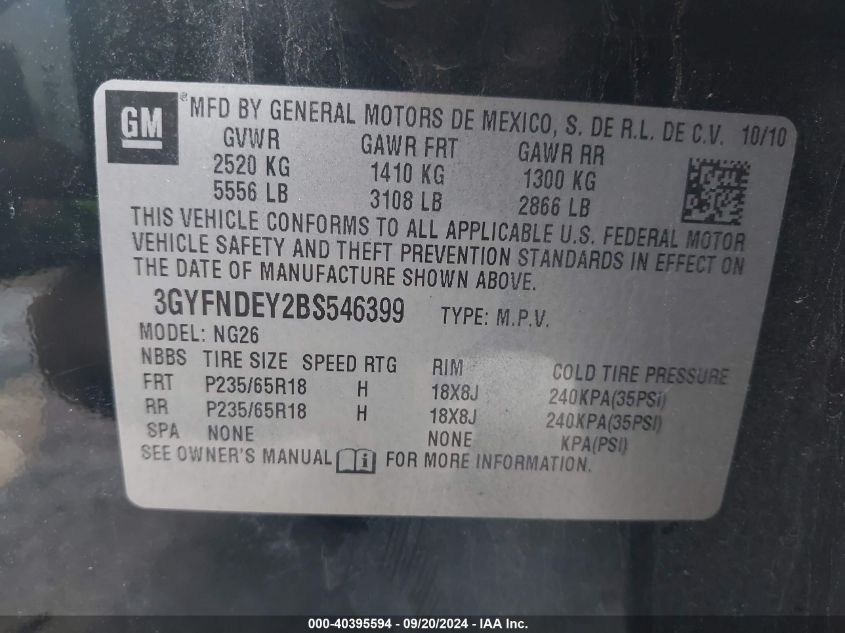 GM ® MFD BY GENERAL MOTORS DE MEXICO, S. DE R.L. DE C.V. 10/10
GVWR GAWR FRT GAWR RR
2520 KG 1410 KG 1300 KG
5556 LB 3108 LB 2866 LB
THIS VEHICLE CONFORMS TO ALL APPLICABLE U.S. FEDERAL MOTOR
VEHICLE SAFETY AND THEFT PREVENTION STANDARDS IN EFFECT ON
THE DATE OF MANUFACTURE SHOWN ABOVE.
3GYFNDEY2BS546399 TYPE: M.P.V.
MODEL: NG26
NBBS TIRE SIZE SPEED RTG RIM COLD TIRE PRESSURE
FRT P235/65R18 H 18X8J 240KPA(35PSI)
RR P235/65R18 H 18X8J 240KPA(35PSI)
SPA NONE NONE KPA(PSI)
SEE OWNER'S MANUAL i FOR MORE INFORMATION.
000-40395594 - 09/20/2024 - IAA Inc.